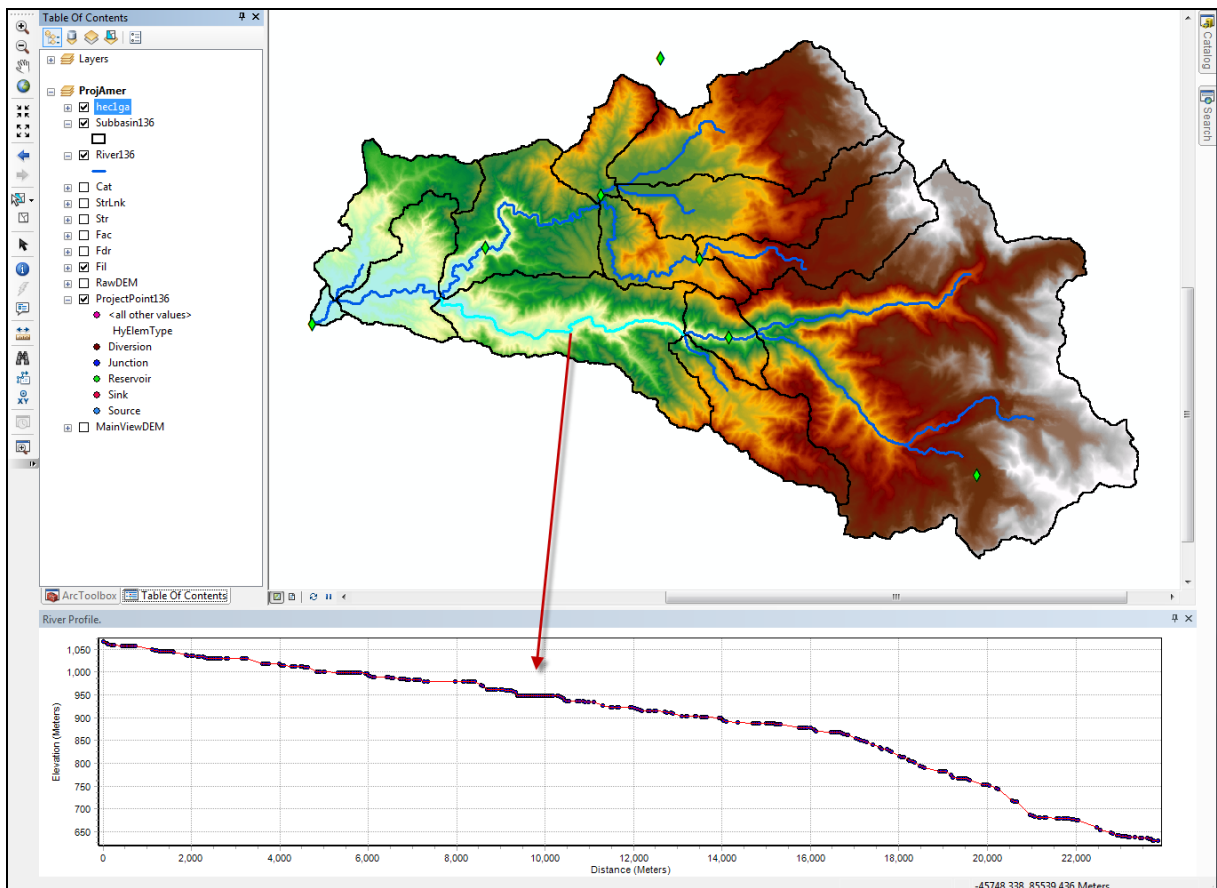 Table Of Contents
Layers
ProjAmer
hec1ga
Subbasin136
River136
Cat
StrLnk
Str
Fac
Fdr
Fil
RawDEM
ProjectPoint136
<all other values>
HyElemType
Diversion
Junction
Reservoir
Sink
Source
MainViewDEM
XY
ArcToolbox
Table Of Contents
Catalog
Search
River Profile.
Elevation (Meters)
1,050
1,000
950
900
850
800
750
700
650
0
2,000
4,000
6,000
8,000
10,000
12,000
14,000
16,000
18,000
20,000
22,000
Distance (Meters)
-45748.338 85539.436 Meters